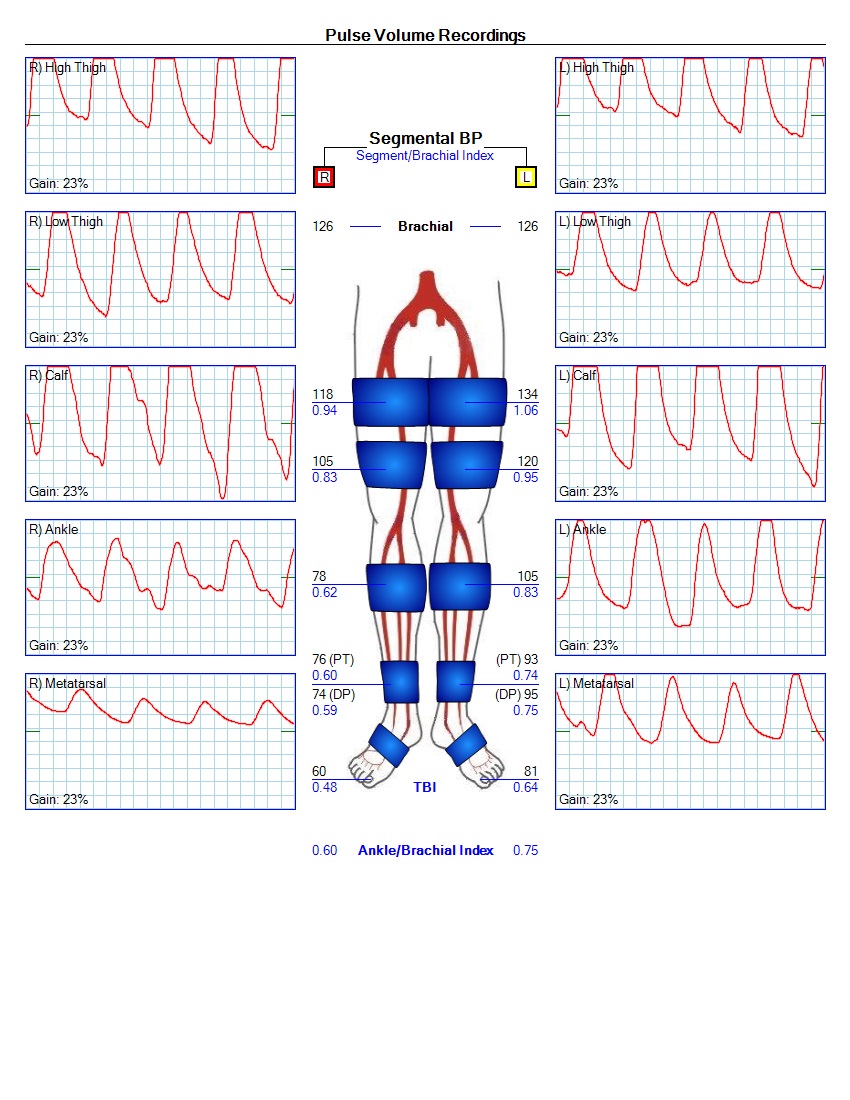 Pulse Volume Recordings
R) High Thigh
Gain: 23%
R) Low Thigh
Gain: 23%
R) Calf
Gain: 23%
R) Ankle
Gain: 23%
R) Metatarsal
Gain: 23%
Segmental BP
Segment/Brachial Index
R L
126 Brachial 126
118 134
0.94 1.06
105 120
0.83 0.95
78 105
0.62 0.83
76 (PT) (PT) 93
0.60 0.74
74 (DP) (DP) 95
0.59 0.75
60 81
0.48 TBI 0.64
0.60 Ankle/Brachial Index 0.75
L) High Thigh
Gain: 23%
L) Low Thigh
Gain: 23%
L) Calf
Gain: 23%
L) Ankle
Gain: 23%
L) Metatarsal
Gain: 23%